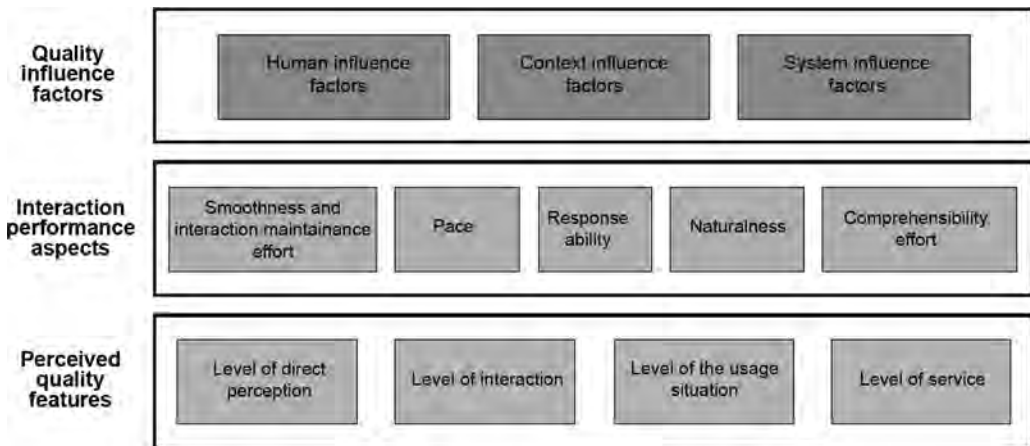 Quality
influence
factors
Human influence
factors
Context influence
factors
System influence
factors
Interaction
performance
aspects
Smoothness and
interaction maintainance
effort
Pace
Response
ability
Naturalness
Comprehensibility
effort
Perceived
quality
features
Level of direct
perception
Level of interaction
Level of the usage
situation
Level of service